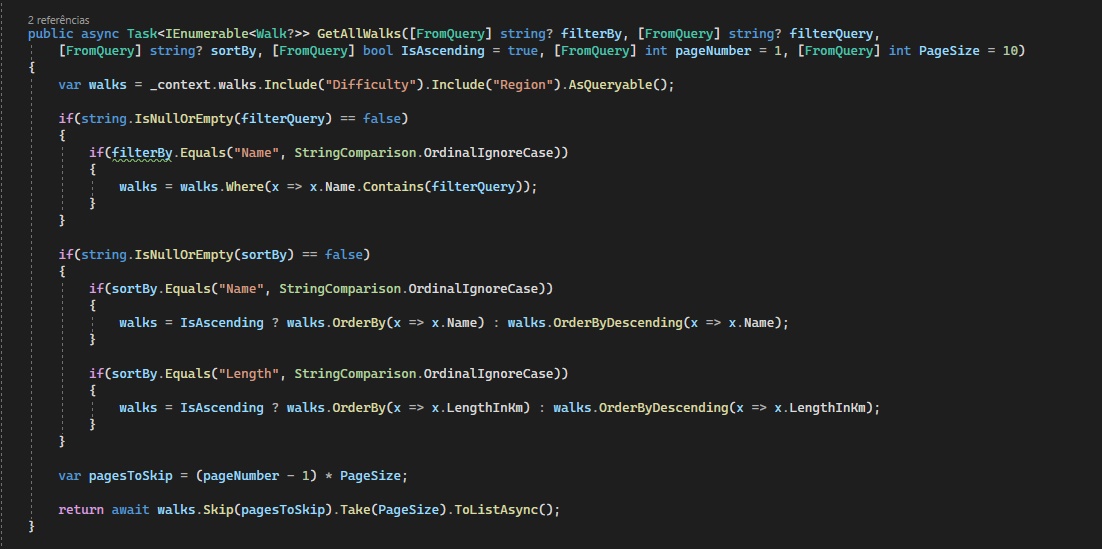 2 referências
public async Task<IEnumerable<Walk?>> GetAllWalks([FromQuery] string? filterBy, [FromQuery] string? filterQuery,
    [FromQuery] string? sortBy, [FromQuery] bool IsAscending = true, [FromQuery] int pageNumber = 1, [FromQuery] int PageSize = 10)
{
    var walks = _context.walks.Include("Difficulty").Include("Region").AsQueryable();

    if(string.IsNullOrEmpty(filterQuery) == false)
    {
        if(filterBy.Equals("Name", StringComparison.OrdinalIgnoreCase))
        {
            walks = walks.Where(x => x.Name.Contains(filterQuery));
        }
    }

    if(string.IsNullOrEmpty(sortBy) == false)
    {
        if(sortBy.Equals("Name", StringComparison.OrdinalIgnoreCase))
        {
            walks = IsAscending ? walks.OrderBy(x => x.Name) : walks.OrderByDescending(x => x.Name);
        }

        if(sortBy.Equals("Length", StringComparison.OrdinalIgnoreCase))
        {
            walks = IsAscending ? walks.OrderBy(x => x.LengthInKm) : walks.OrderByDescending(x => x.LengthInKm);
        }
    }

    var pagesToSkip = (pageNumber - 1) * PageSize;

    return await walks.Skip(pagesToSkip).Take(PageSize).ToListAsync();
}